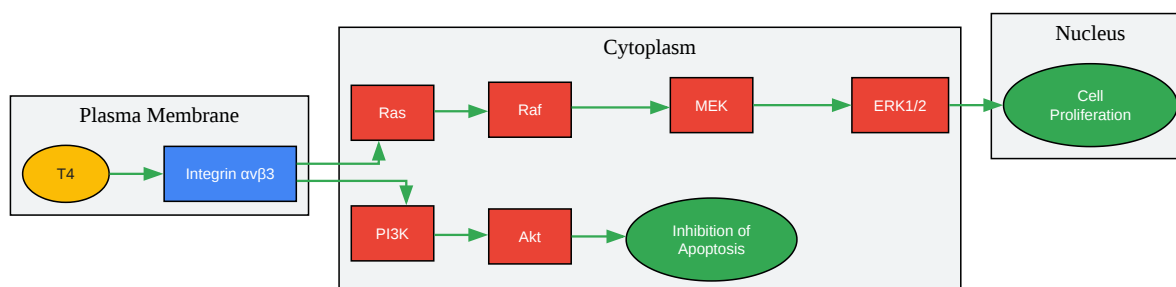 Plasma Membrane
T4
Integrin αvβ3
Cytoplasm
Ras
Raf
MEK
ERK1/2
PI3K
Akt
Inhibition of
Apoptosis
Nucleus
Cell
Proliferation